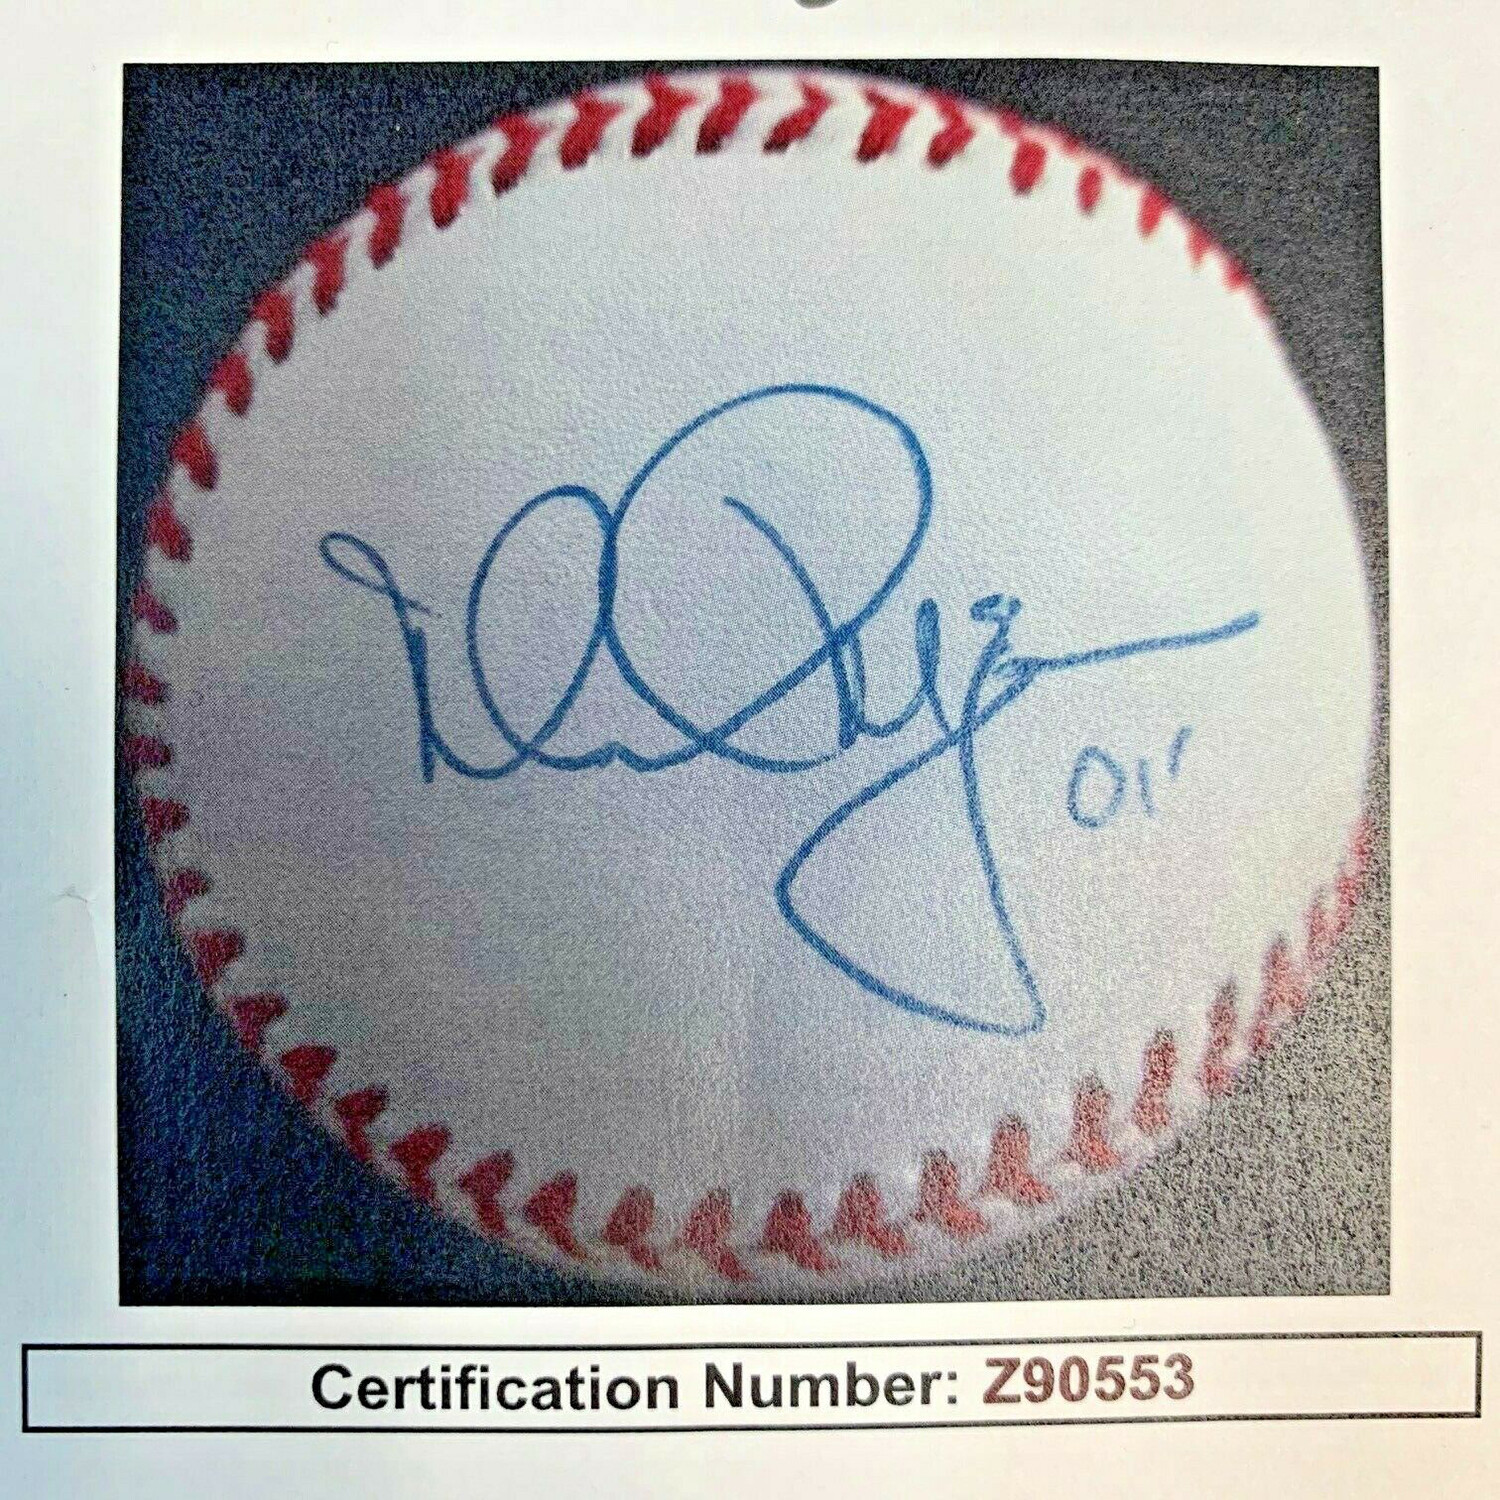 01'
Certification Number: Z90553